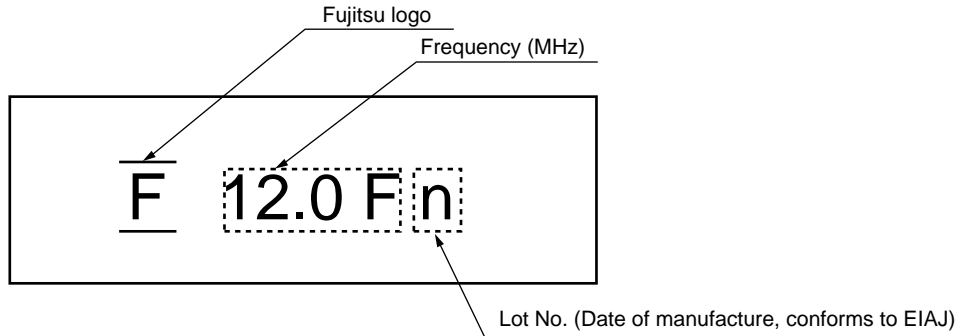 Fujitsu logo
Frequency (MHz)
F 12.0 F n
Lot No. (Date of manufacture, conforms to EIAJ)